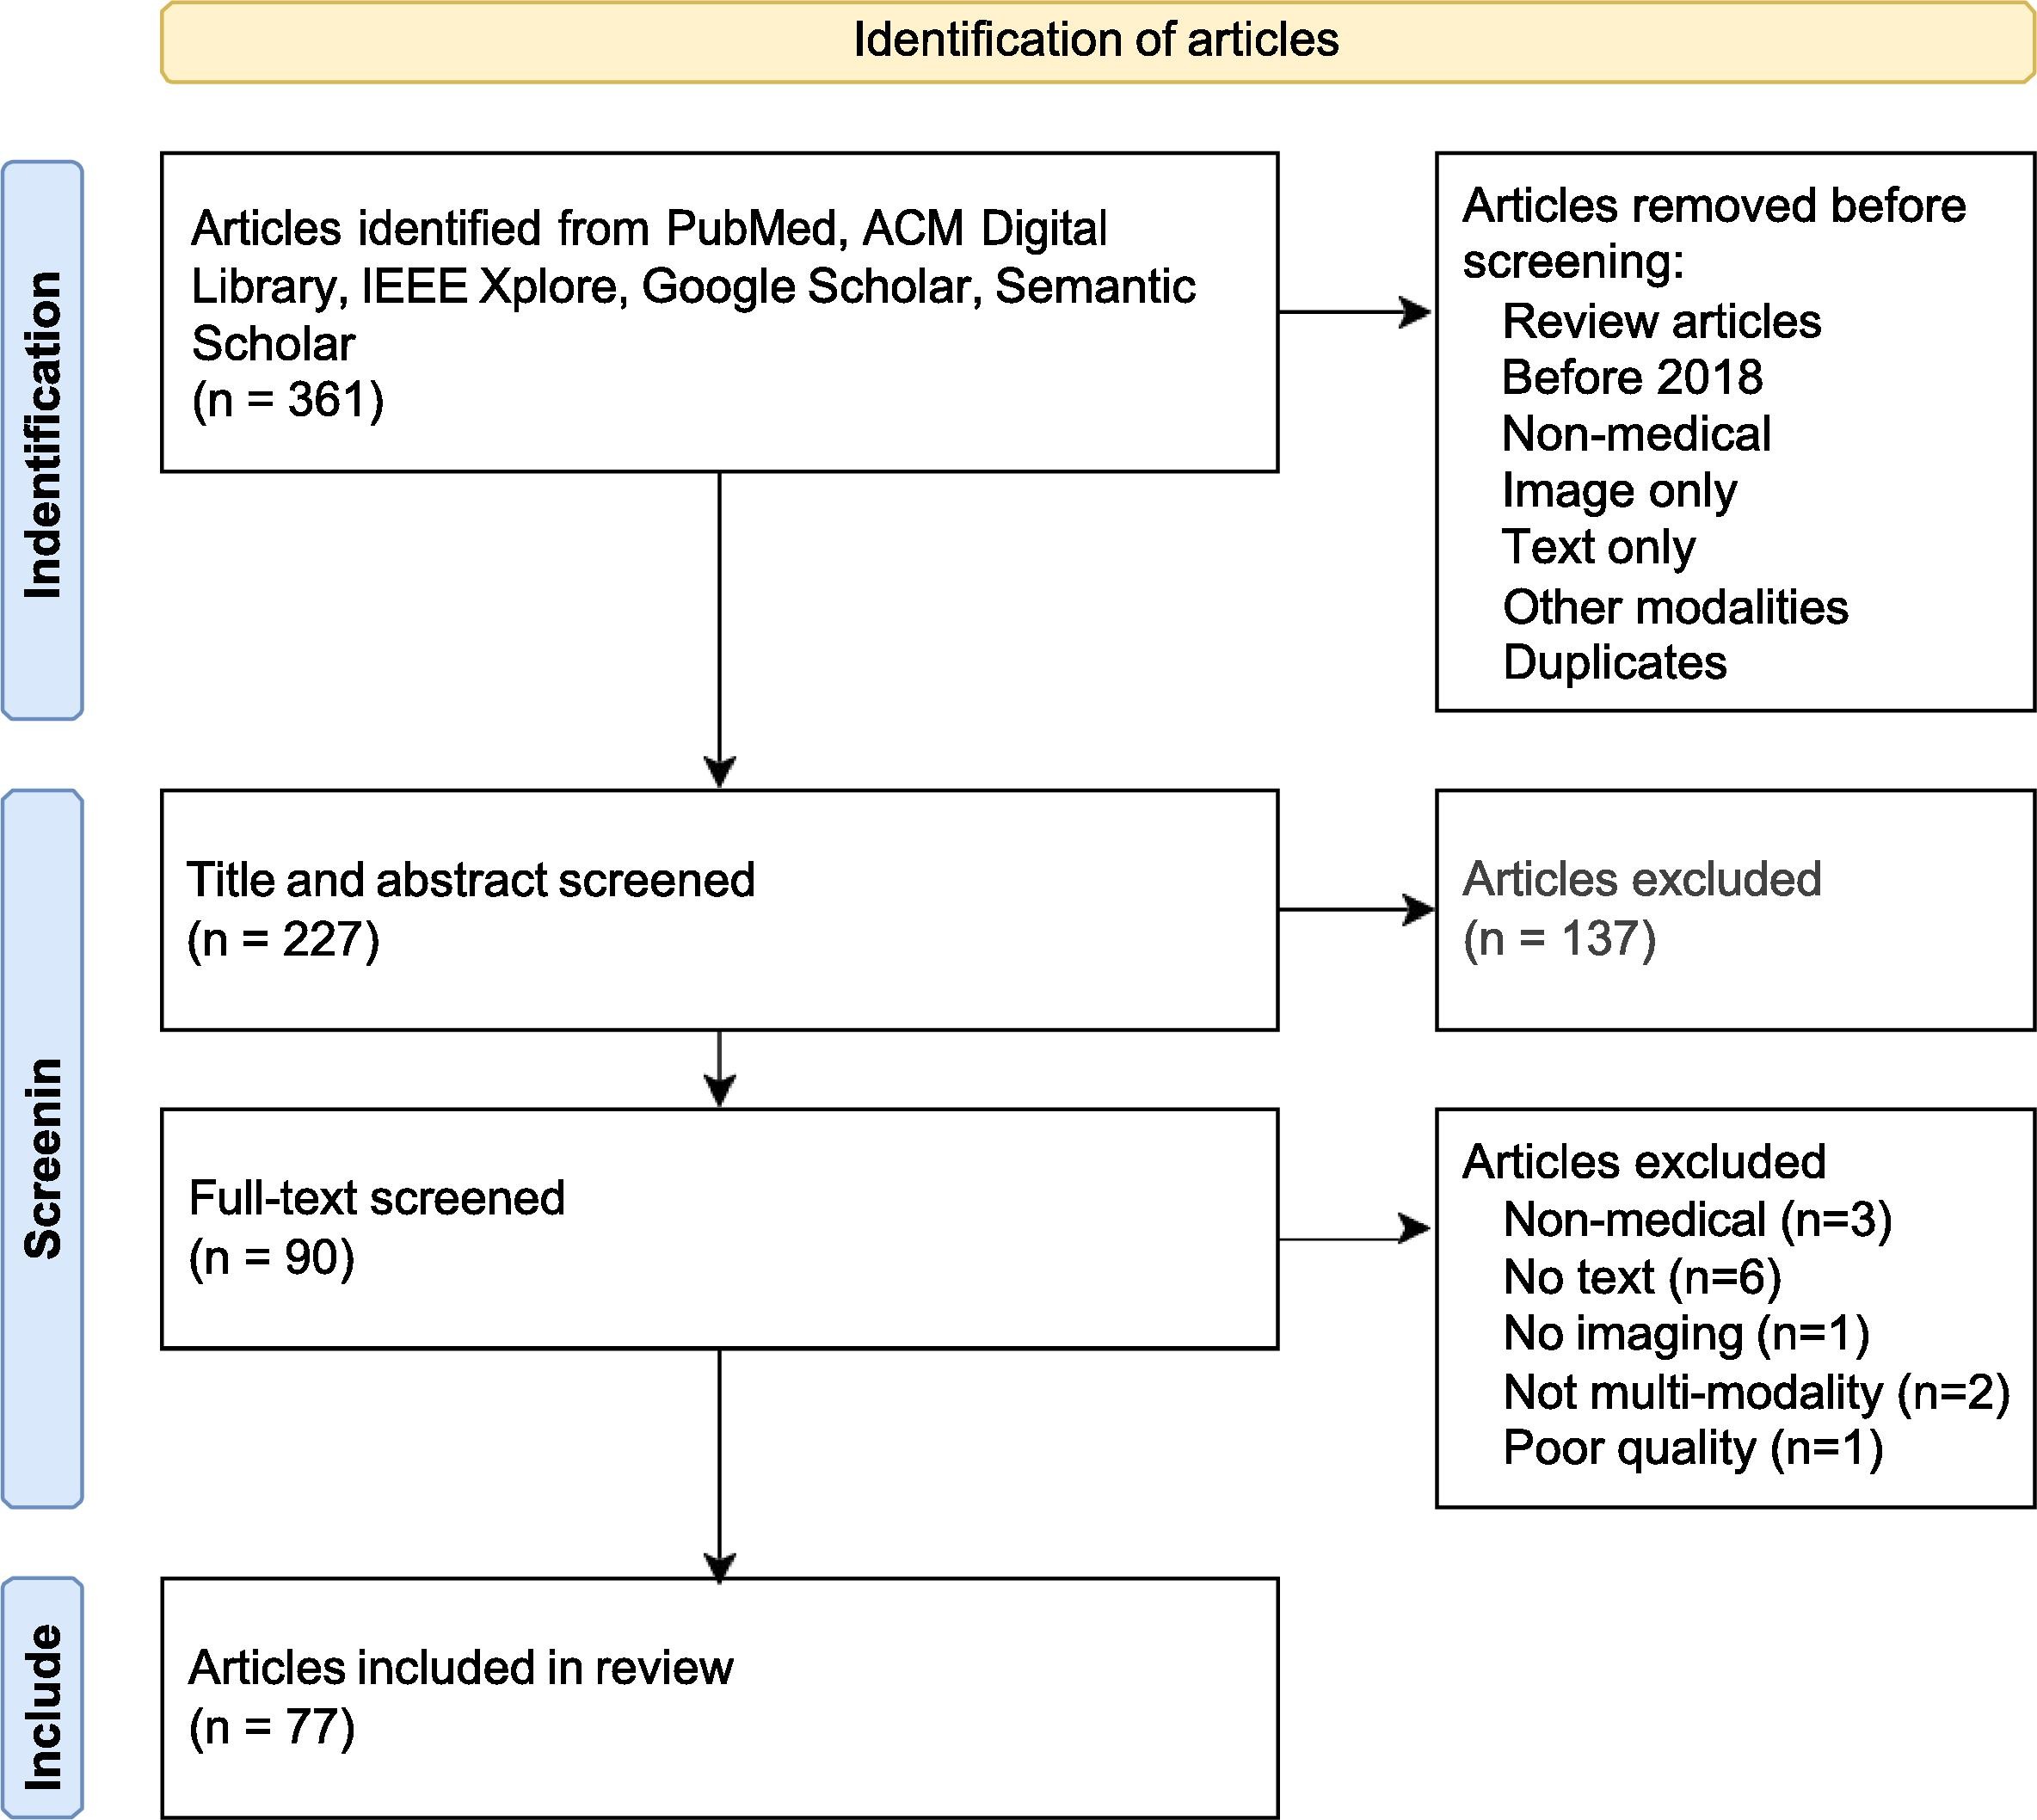 Identification of articles
Indentification
Articles identified from PubMed, ACM Digital
Library, IEEE Xplore, Google Scholar, Semantic
Scholar
(n = 361)
Articles removed before
screening:
Review articles
Before 2018
Non-medical
Image only
Text only
Other modalities
Duplicates
Screenin
Title and abstract screened
(n = 227)
Articles excluded
(n = 137)
Full-text screened
(n = 90)
Articles excluded
Non-medical (n=3)
No text (n=6)
No imaging (n=1)
Not multi-modality (n=2)
Poor quality (n=1)
Include
Articles included in review
(n = 77)